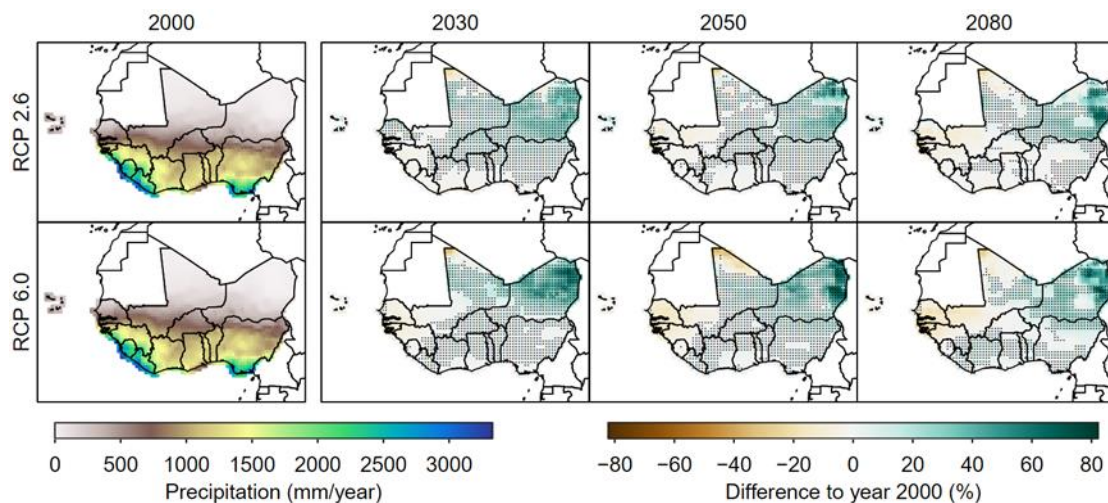 2000 2030 2050 2080
RCP 2.6
RCP 6.0
0 500 1000 1500 2000 2500 3000
Precipitation (mm/year)
−80 −60 −40 −20 0 20 40 60 80
Difference to year 2000 (%)